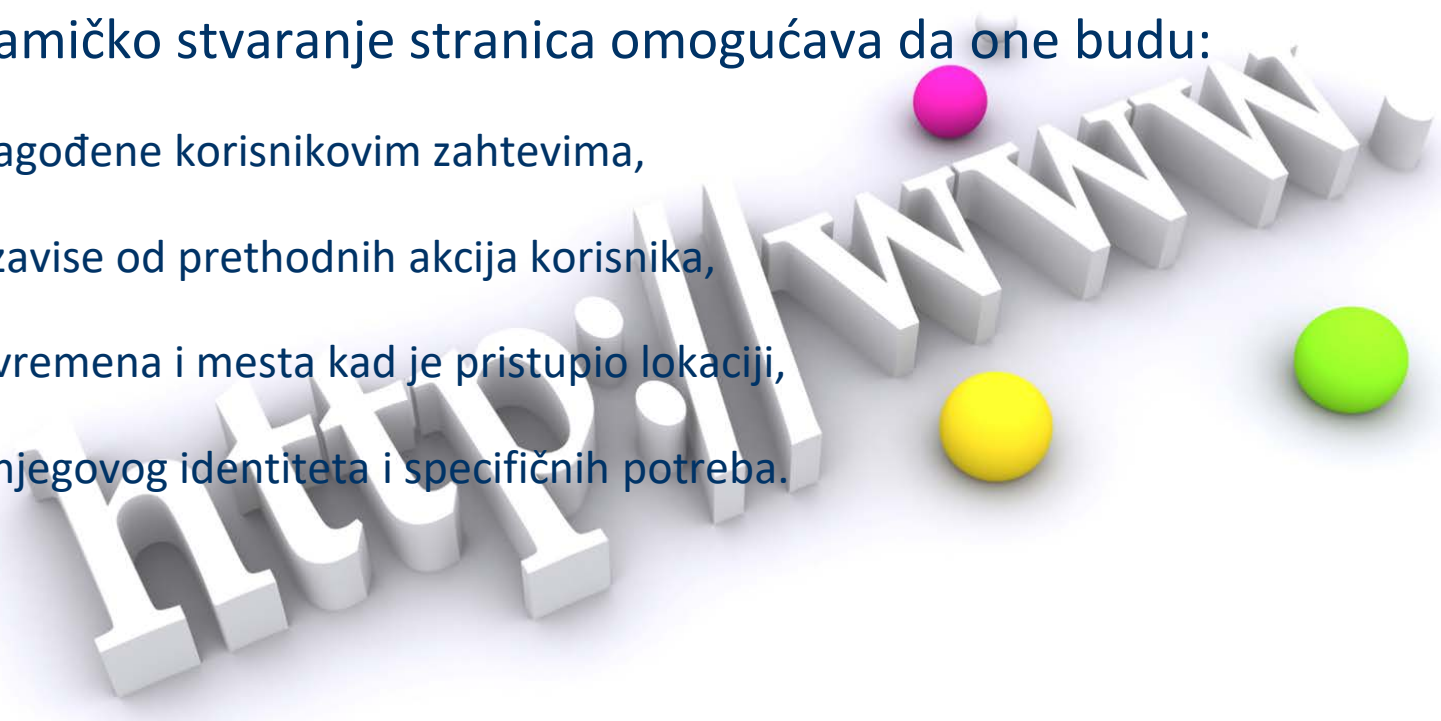 amičko stvaranje stranica omogućava da one budu:
agođene korisnikovim zahtevima,
zavise od prethodnih akcija korisnika,
vremena i mesta kad je pristupio lokaciji,
njegovog identiteta i specifičnih potreba.
http://www.